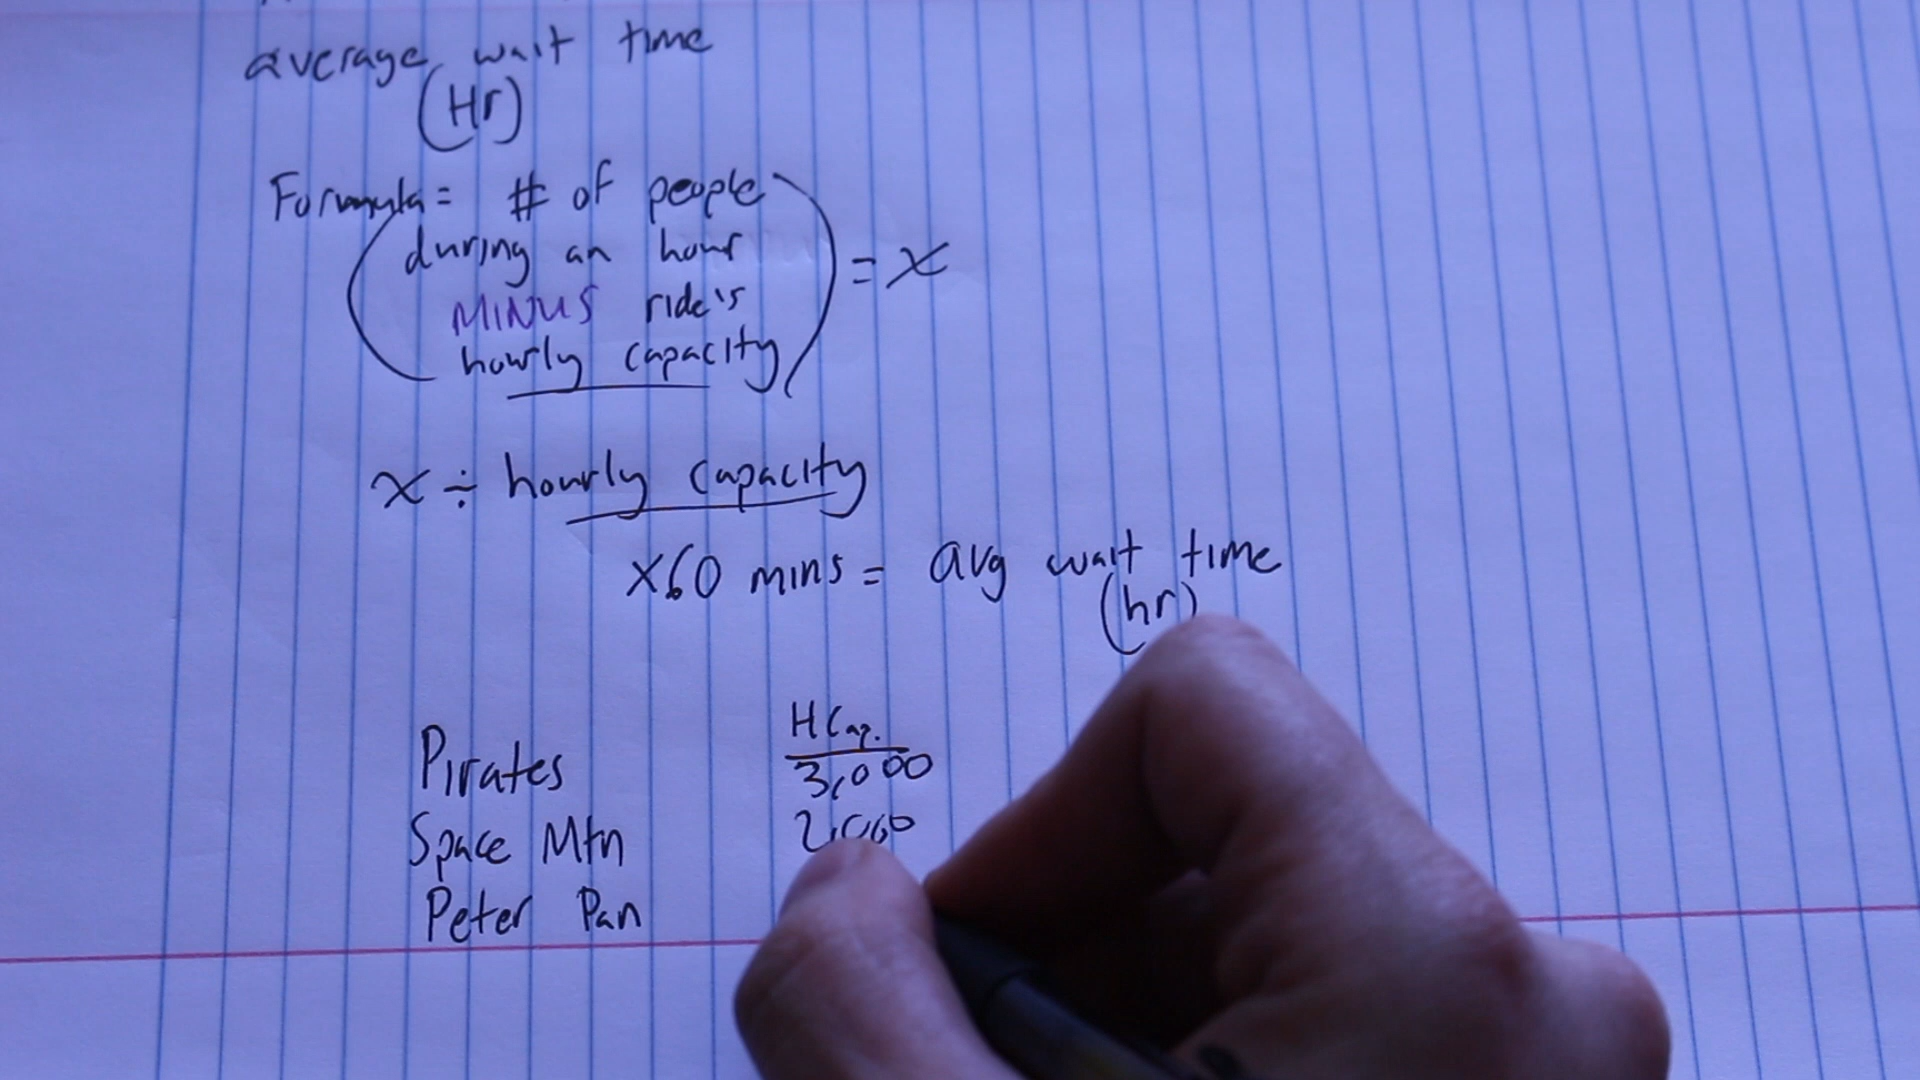 average wait time
(Hr)
Formula = # of people
during an hour
MINUS ride's
hourly capacity
= x
x ÷ hourly capacity
x60 mins = avg wait time
(hr)
H Cap.
Pirates 3,000
Space Mtn 2,000
Peter Pan